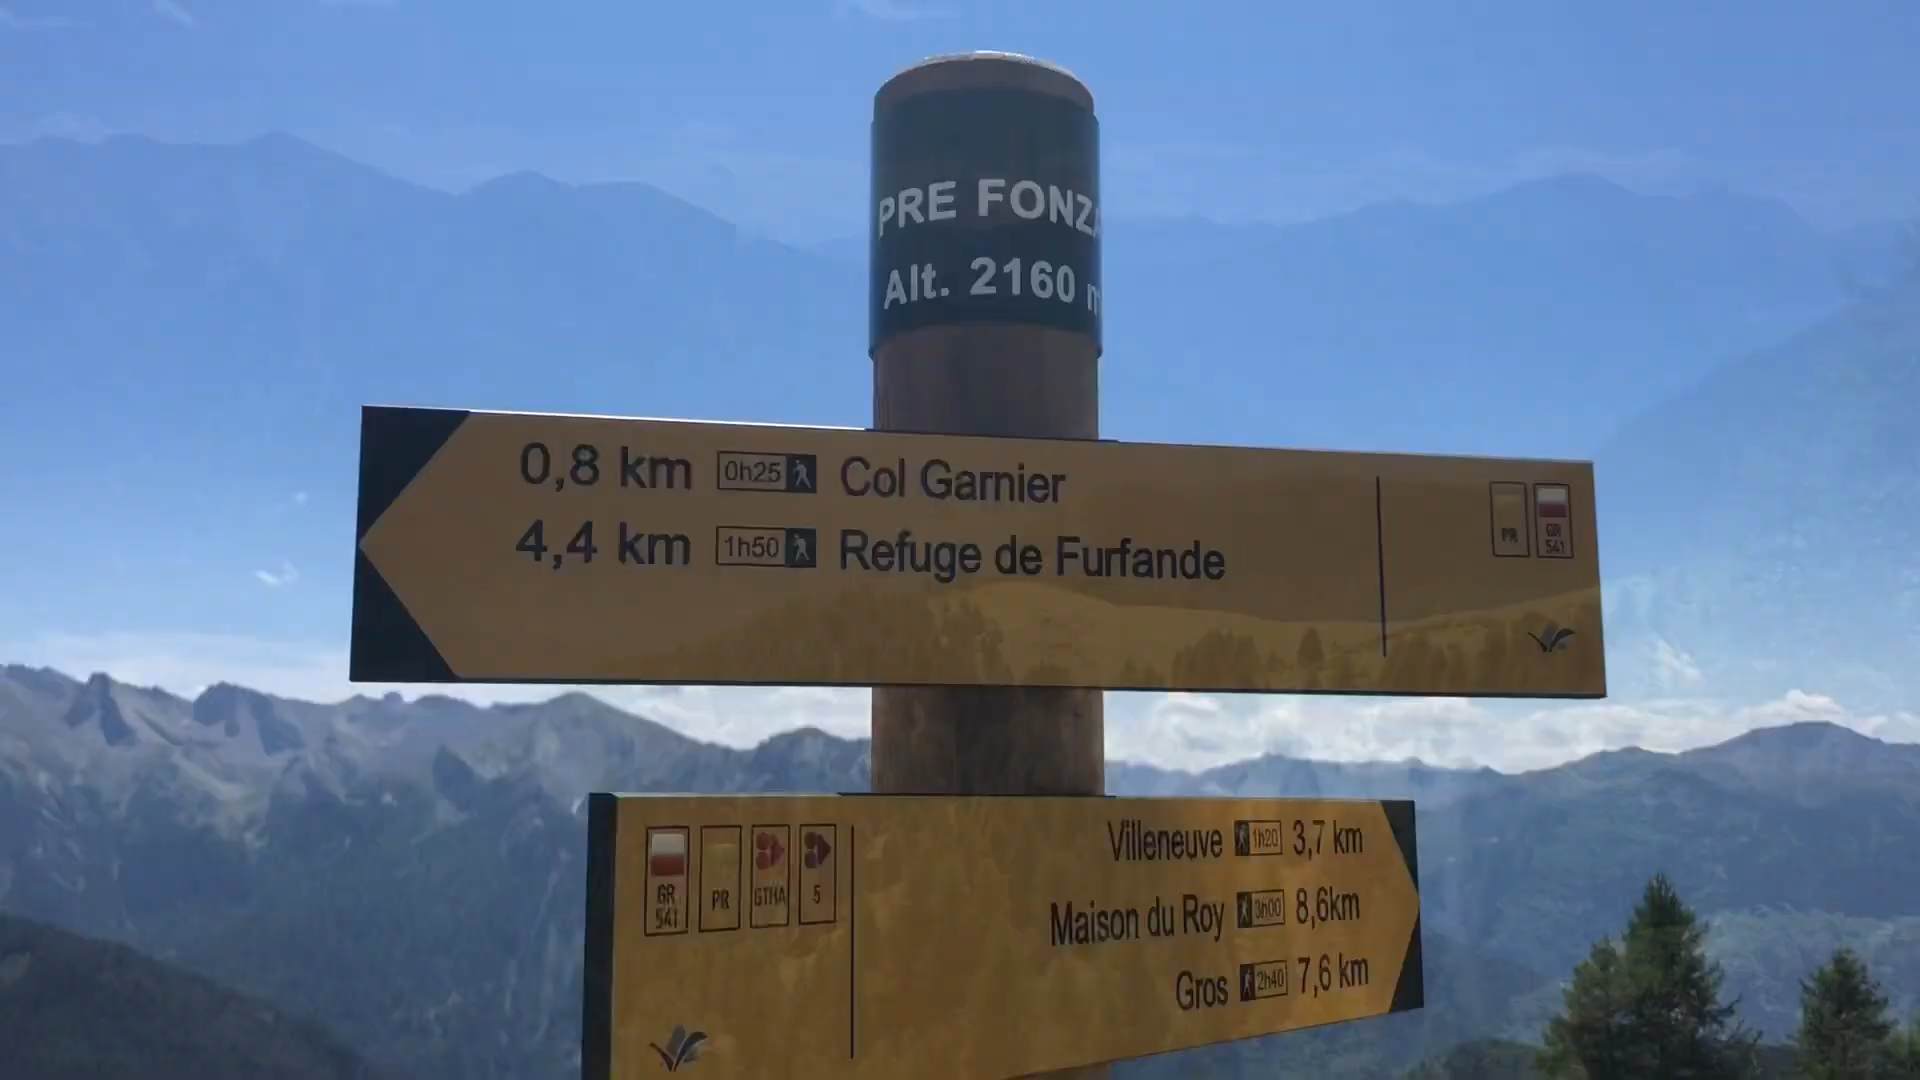 PRE FONZA
Alt. 2160 m
0,8 km 0h25 Col Garnier
4,4 km 1h50 Refuge de Furfande
PR
GR
541
GR
541
PR
GTHA
5
Villeneuve 1h20 3,7 km
Maison du Roy 3h00 8,6km
Gros 2h40 7,6 km